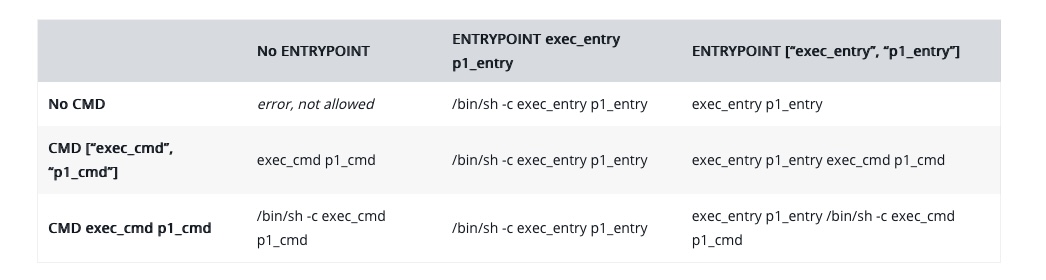 No ENTRYPOINT
ENTRYPOINT exec_entry
p1_entry
ENTRYPOINT [“exec_entry”, “p1_entry”]
No CMD
error, not allowed
/bin/sh -c exec_entry p1_entry
exec_entry p1_entry
CMD [“exec_cmd”,
“p1_cmd”]
exec_cmd p1_cmd
/bin/sh -c exec_entry p1_entry
exec_entry p1_entry exec_cmd p1_cmd
CMD exec_cmd p1_cmd
/bin/sh -c exec_cmd
p1_cmd
/bin/sh -c exec_entry p1_entry
exec_entry p1_entry /bin/sh -c exec_cmd
p1_cmd